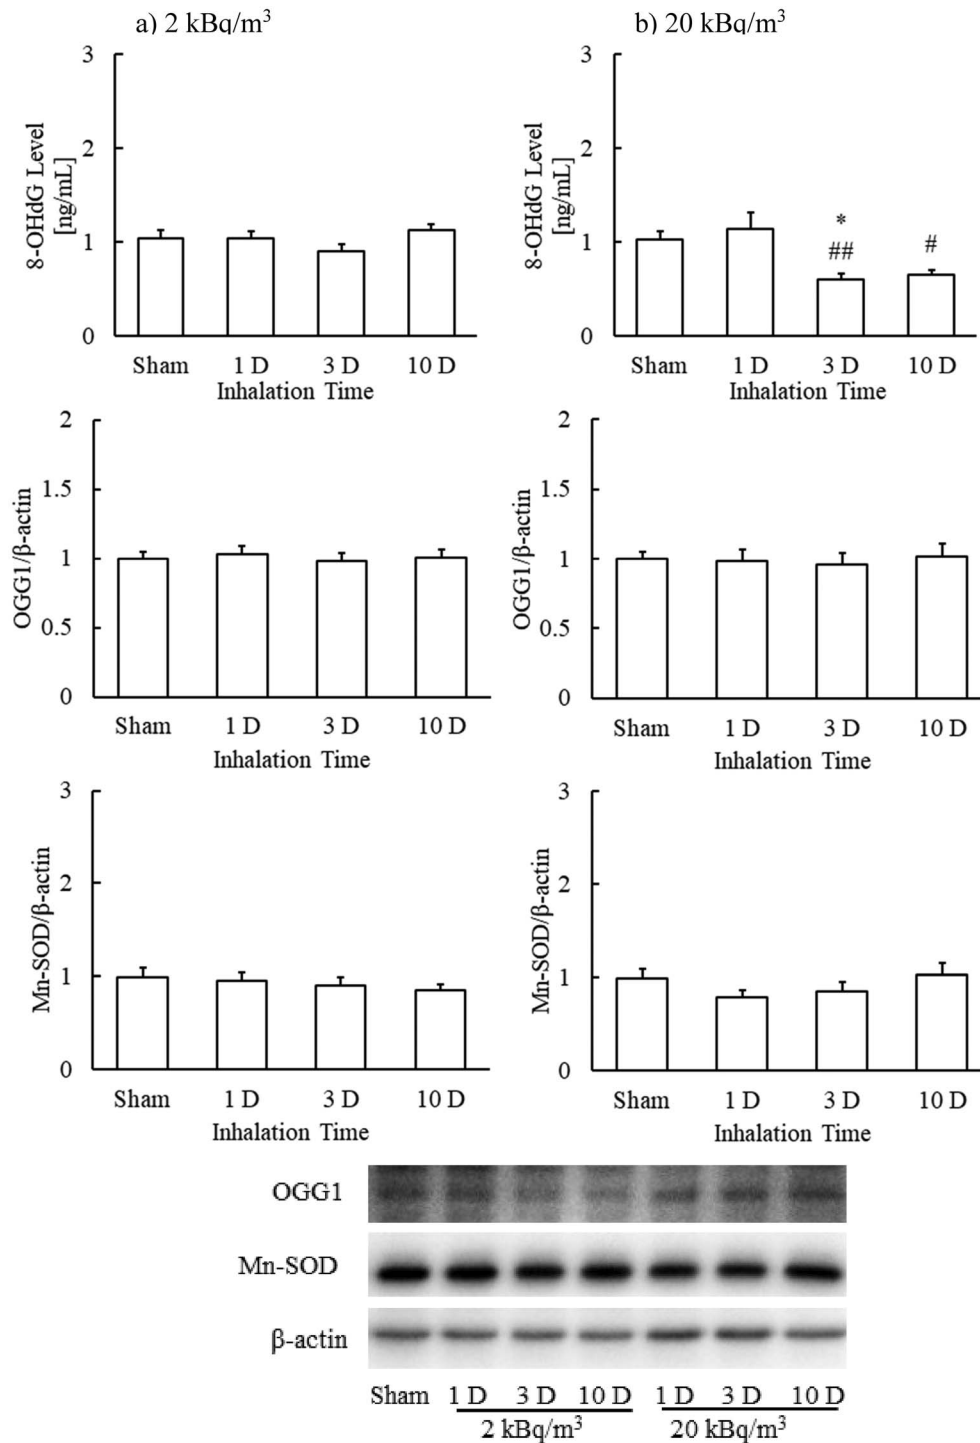 a) 2 kBq/m³
b) 20 kBq/m³
3
2
1
0
8-OHdG Level
[ng/mL]
Sham 1 D 3 D 10 D
Inhalation Time
3
2
1
0
8-OHdG Level
[ng/mL]
*
##
#
Sham 1 D 3 D 10 D
Inhalation Time
2
1.5
1
0.5
0
OGG1/β-actin
Sham 1 D 3 D 10 D
Inhalation Time
2
1.5
1
0.5
0
OGG1/β-actin
Sham 1 D 3 D 10 D
Inhalation Time
3
2
1
0
Mn-SOD/β-actin
Sham 1 D 3 D 10 D
Inhalation Time
3
2
1
0
Mn-SOD/β-actin
Sham 1 D 3 D 10 D
Inhalation Time
OGG1
Mn-SOD
β-actin
Sham 1 D 3 D 10 D 1 D 3 D 10 D
2 kBq/m³ 20 kBq/m³